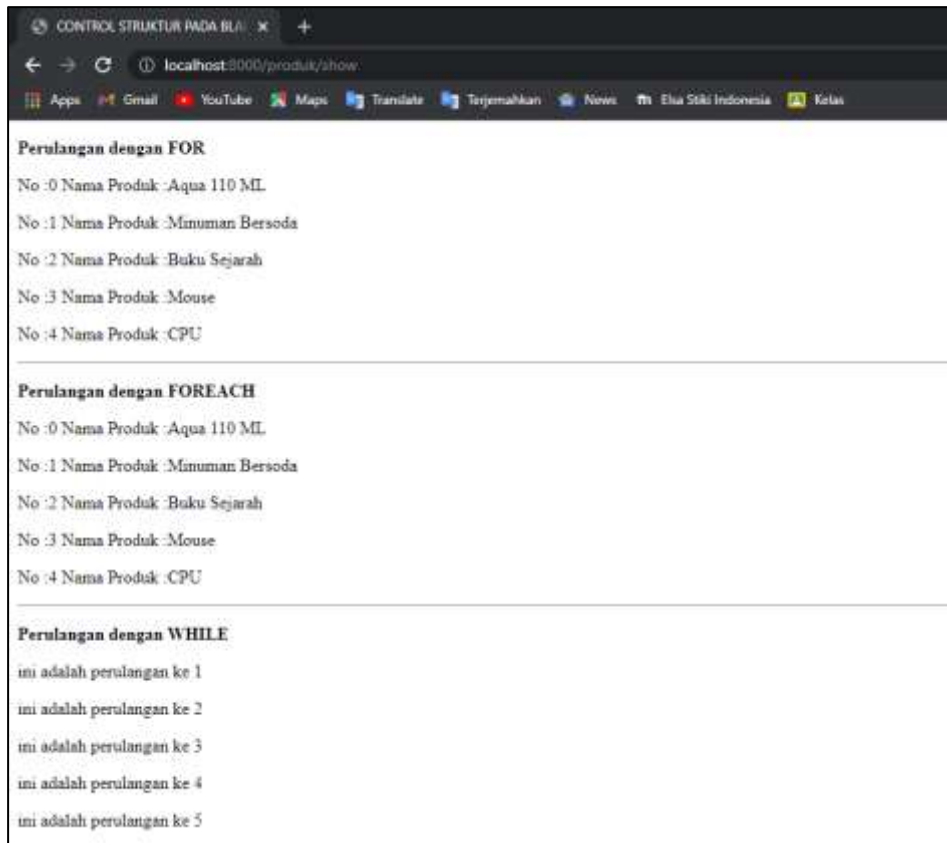 CONTROL STRUKTUR PADA BLA
localhost:8000/produk/show
Apps Gmail YouTube Maps Translate Terjemahkan News Elsa Stiki Indonesia Kelas
Perulangan dengan FOR
No :0 Nama Produk :Aqua 110 ML
No :1 Nama Produk :Minuman Bersoda
No :2 Nama Produk :Buku Sejarah
No :3 Nama Produk :Mouse
No :4 Nama Produk :CPU
Perulangan dengan FOREACH
No :0 Nama Produk :Aqua 110 ML
No :1 Nama Produk :Minuman Bersoda
No :2 Nama Produk :Buku Sejarah
No :3 Nama Produk :Mouse
No :4 Nama Produk :CPU
Perulangan dengan WHILE
ini adalah perulangan ke 1
ini adalah perulangan ke 2
ini adalah perulangan ke 3
ini adalah perulangan ke 4
ini adalah perulangan ke 5